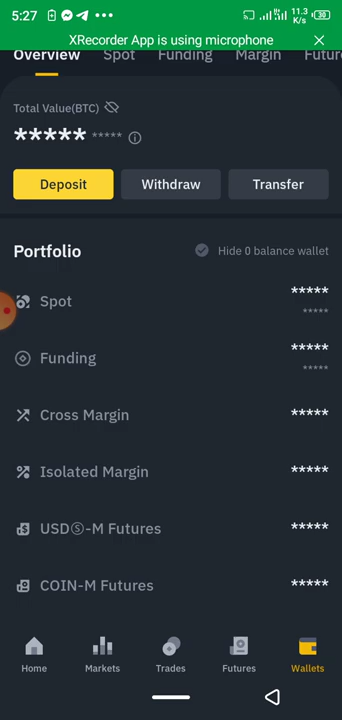 5:27 11.3 K/s 30
XRecorder App is using microphone
Overview Spot Funding Margin Futur
Total Value(BTC)
***** *****
Deposit Withdraw Transfer
Portfolio Hide 0 balance wallet
Spot *****
*****
Funding *****
*****
Cross Margin *****
Isolated Margin *****
USDⓈ-M Futures *****
COIN-M Futures *****
Home Markets Trades Futures Wallets